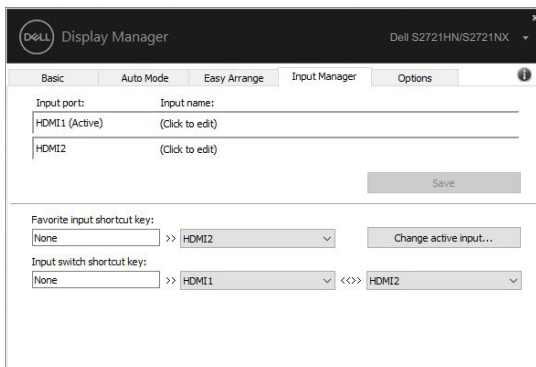 DELL Display Manager Dell S2721HN/S2721NX
Basic Auto Mode Easy Arrange Input Manager Options
Input port: Input name:
HDMI1 (Active) (Click to edit)
HDMI2 (Click to edit)
Save
Favorite input shortcut key:
None >> HDMI2 Change active input...
Input switch shortcut key:
None >> HDMI1 <<>> HDMI2